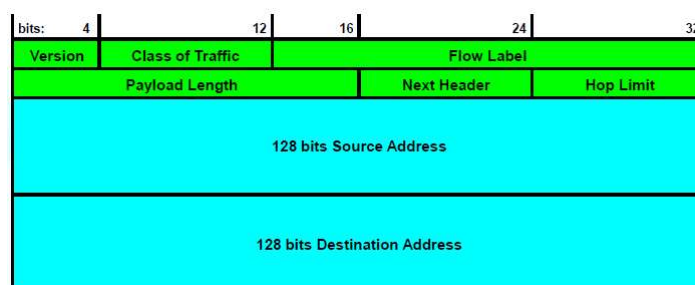 bits: 4 12 16 24 32
Version Class of Traffic Flow Label
Payload Length Next Header Hop Limit
128 bits Source Address
128 bits Destination Address